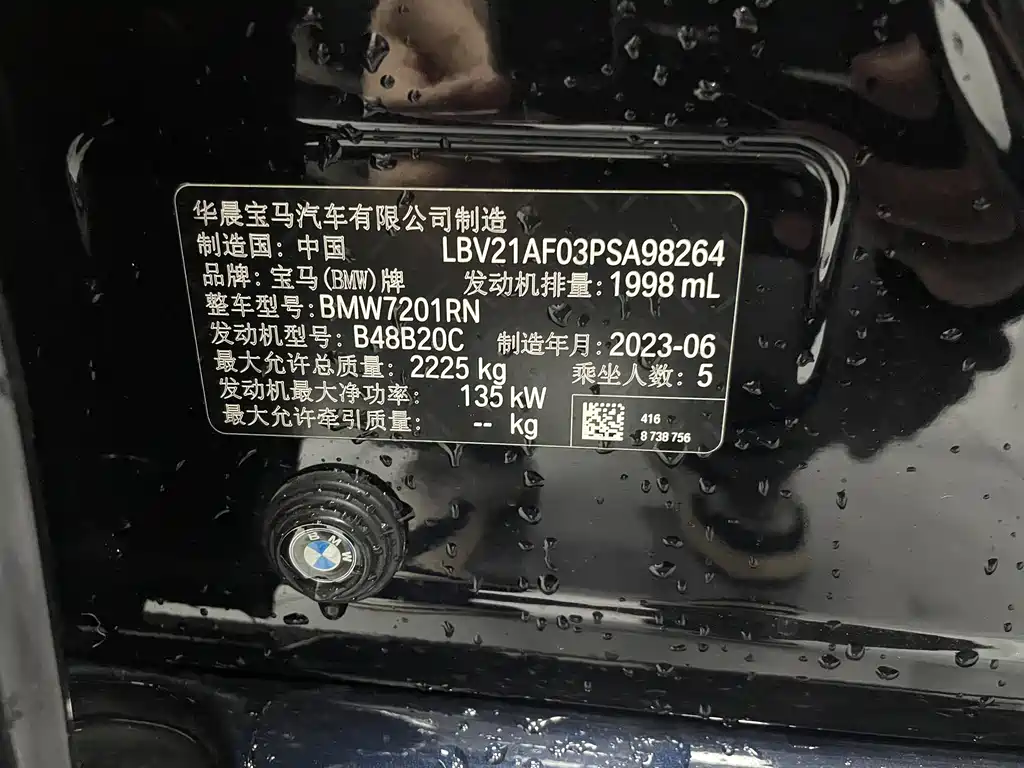 华晨宝马汽车有限公司制造
制造国: 中国 LBV21AF03PSA98264
品牌: 宝马(BMW)牌 发动机排量: 1998 mL
整车型号: BMW7201RN
发动机型号: B48B20C 制造年月: 2023-06
最大允许总质量: 2225 kg 乘坐人数: 5
发动机最大净功率: 135 kW
最大允许牵引质量: -- kg
416
8 738 756
BMW